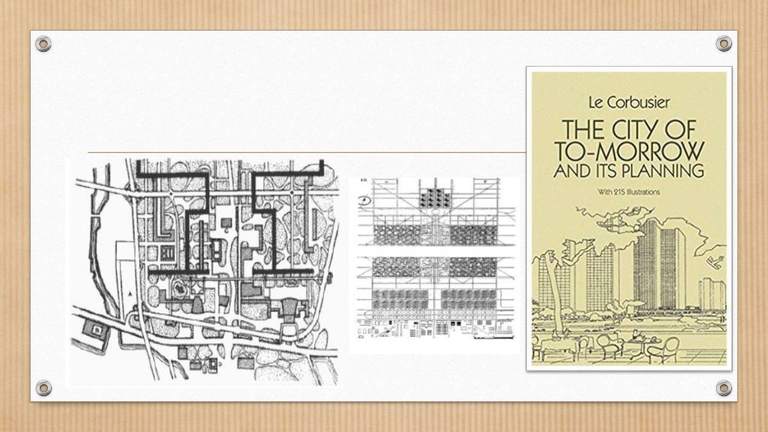 Le Corbusier
THE CITY OF
TO-MORROW
AND ITS PLANNING
With 215 Illustrations